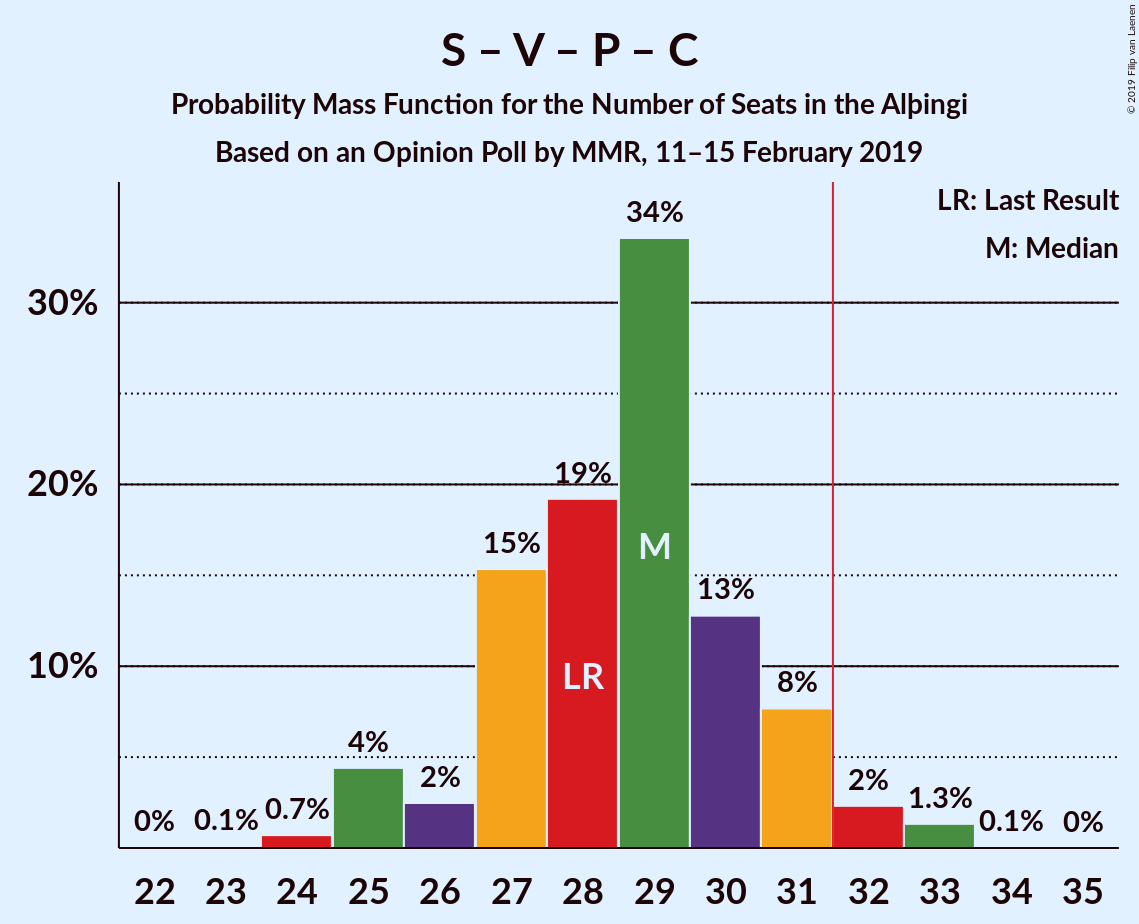 S – V – P – C
Probability Mass Function for the Number of Seats in the Alþingi
Based on an Opinion Poll by MMR, 11–15 February 2019
© 2019 Filip van Laenen
LR: Last Result
M: Median
34%
30%
19%
20%
15%
M
13%
10%
LR
8%
4%
2%
2%
1.3%
0.7%
0%
0.1%
0.1%
0%
22 23 24 25 26 27 28 29 30 31 32 33 34 35